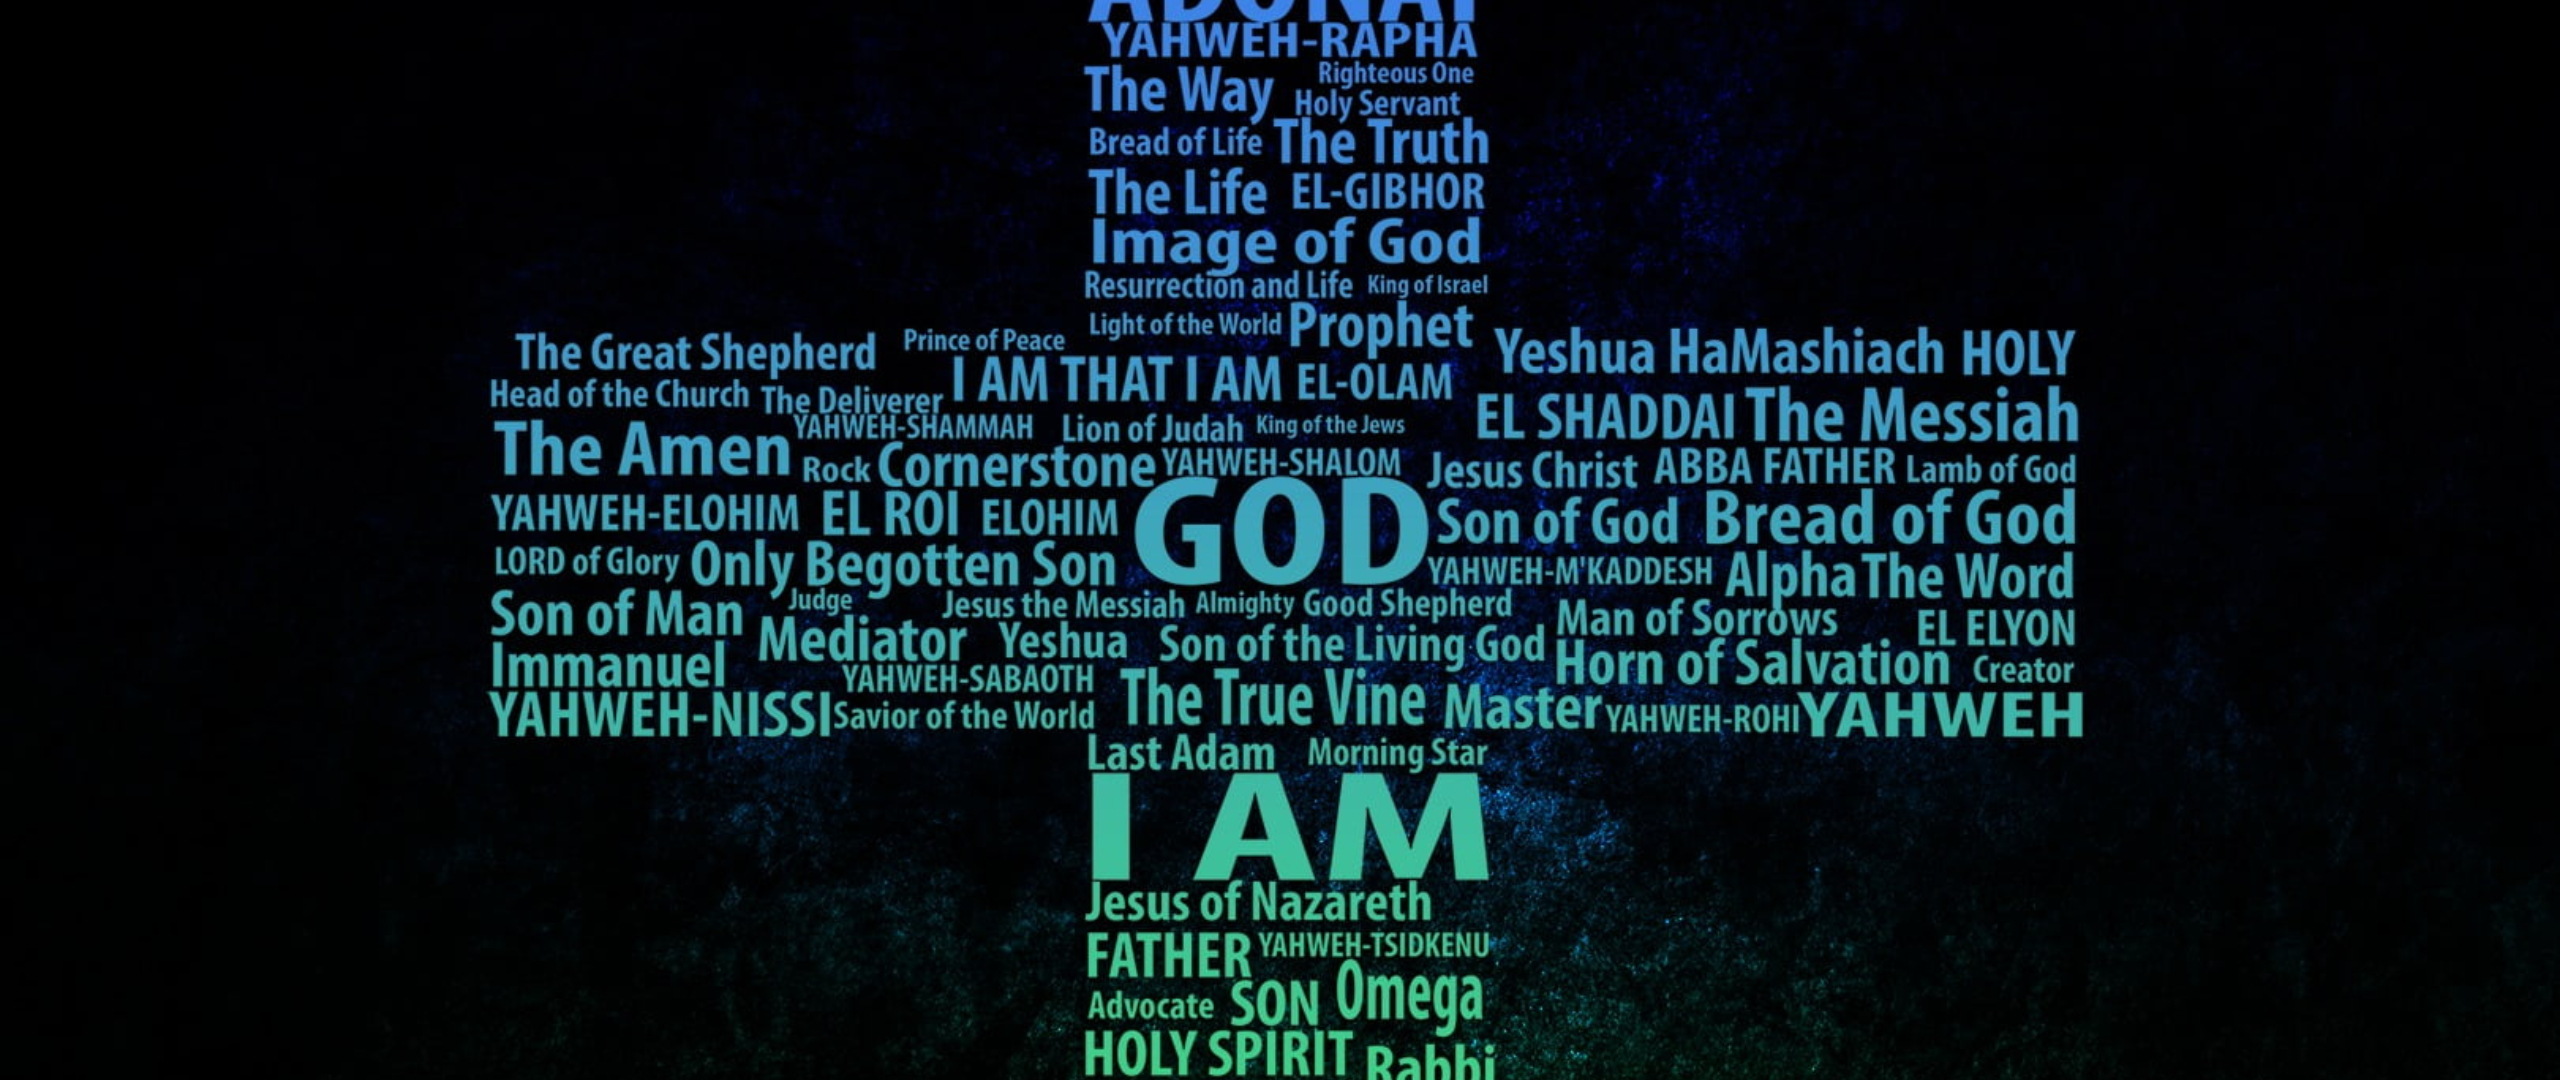 ADONAI
YAHWEH-RAPHA
The Way Righteous One
Holy Servant
Bread of Life The Truth
The Life EL-GIBHOR
Image of God
Resurrection and Life King of Israel
Light of the World Prophet
The Great Shepherd Prince of Peace Yeshua HaMashiach HOLY
Head of the Church The Deliverer I AM THAT I AM EL-OLAM EL SHADDAI The Messiah
YAHWEH-SHAMMAH Lion of Judah King of the Jews
The Amen Rock Cornerstone YAHWEH-SHALOM Jesus Christ ABBA FATHER Lamb of God
YAHWEH-ELOHIM EL ROI ELOHIM GOD Son of God Bread of God
LORD of Glory Only Begotten Son YAHWEH-M'KADDESH Alpha The Word
Son of Man Judge Jesus the Messiah Almighty Good Shepherd Man of Sorrows EL ELYON
Mediator Yeshua Son of the Living God
Immanuel YAHWEH-SABAOTH Horn of Salvation Creator
YAHWEH-NISSI Savior of the World The True Vine Master YAHWEH-ROHI YAHWEH
Last Adam Morning Star
I AM
Jesus of Nazareth
FATHER YAHWEH-TSIDKENU
Advocate SON Omega
HOLY SPIRIT Rabbi